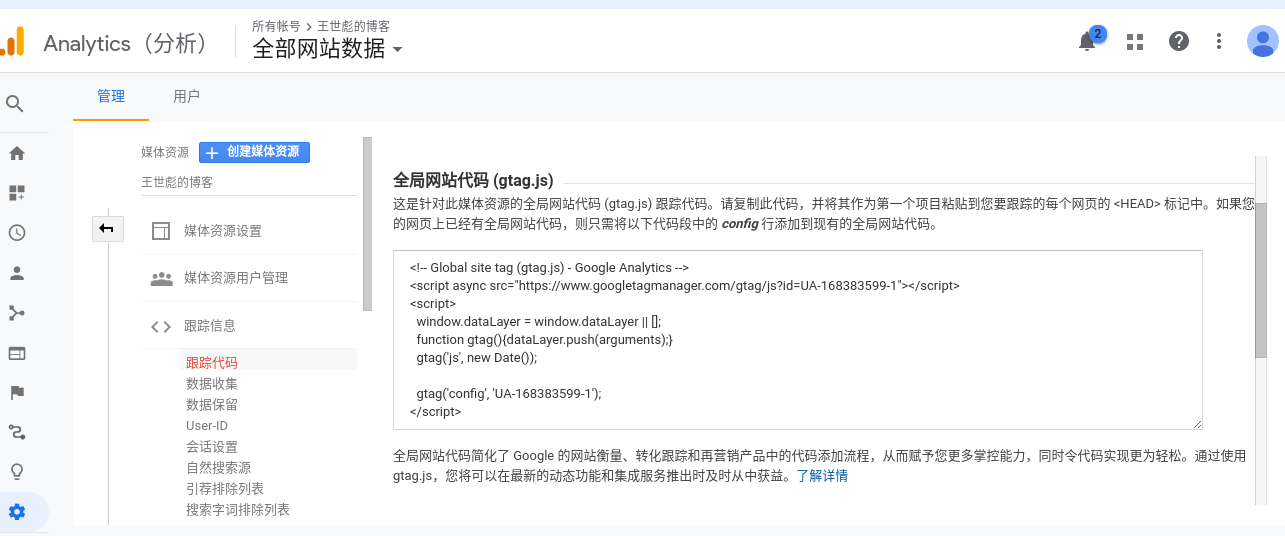 所有帐号 > 王世彪的博客
Analytics（分析）
全部网站数据
2
管理
用户
媒体资源
+ 创建媒体资源
王世彪的博客
媒体资源设置
媒体资源用户管理
<> 跟踪信息
跟踪代码
数据收集
数据保留
User-ID
会话设置
自然搜索源
引荐排除列表
搜索字词排除列表
全局网站代码 (gtag.js)
这是针对此媒体资源的全局网站代码 (gtag.js) 跟踪代码。请复制此代码，并将其作为第一个项目粘贴到您要跟踪的每个网页的 <HEAD> 标记中。如果您
的网页上已经有全局网站代码，则只需将以下代码段中的 config 行添加到现有的全局网站代码。
<!-- Global site tag (gtag.js) - Google Analytics -->
<script async src="https://www.googletagmanager.com/gtag/js?id=UA-168383599-1"></script>
<script>
window.dataLayer = window.dataLayer || [];
function gtag(){dataLayer.push(arguments);}
gtag('js', new Date());
gtag('config', 'UA-168383599-1');
</script>
全局网站代码简化了 Google 的网站衡量、转化跟踪和再营销产品中的代码添加流程，从而赋予您更多掌控能力，同时令代码实现更为轻松。通过使用
gtag.js，您将可以在最新的动态功能和集成服务推出时及时从中获益。了解详情